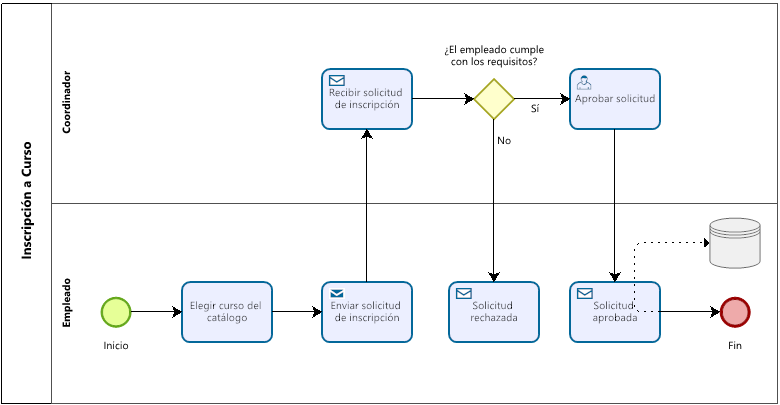 Inscripción a Curso
Coordinador
¿El empleado cumple
con los requisitos?
Recibir solicitud
de inscripción
Aprobar solicitud
Sí
No
Empleado
Elegir curso del
catálogo
Enviar solicitud
de inscripción
Solicitud
rechazada
Solicitud
aprobada
Inicio
Fin